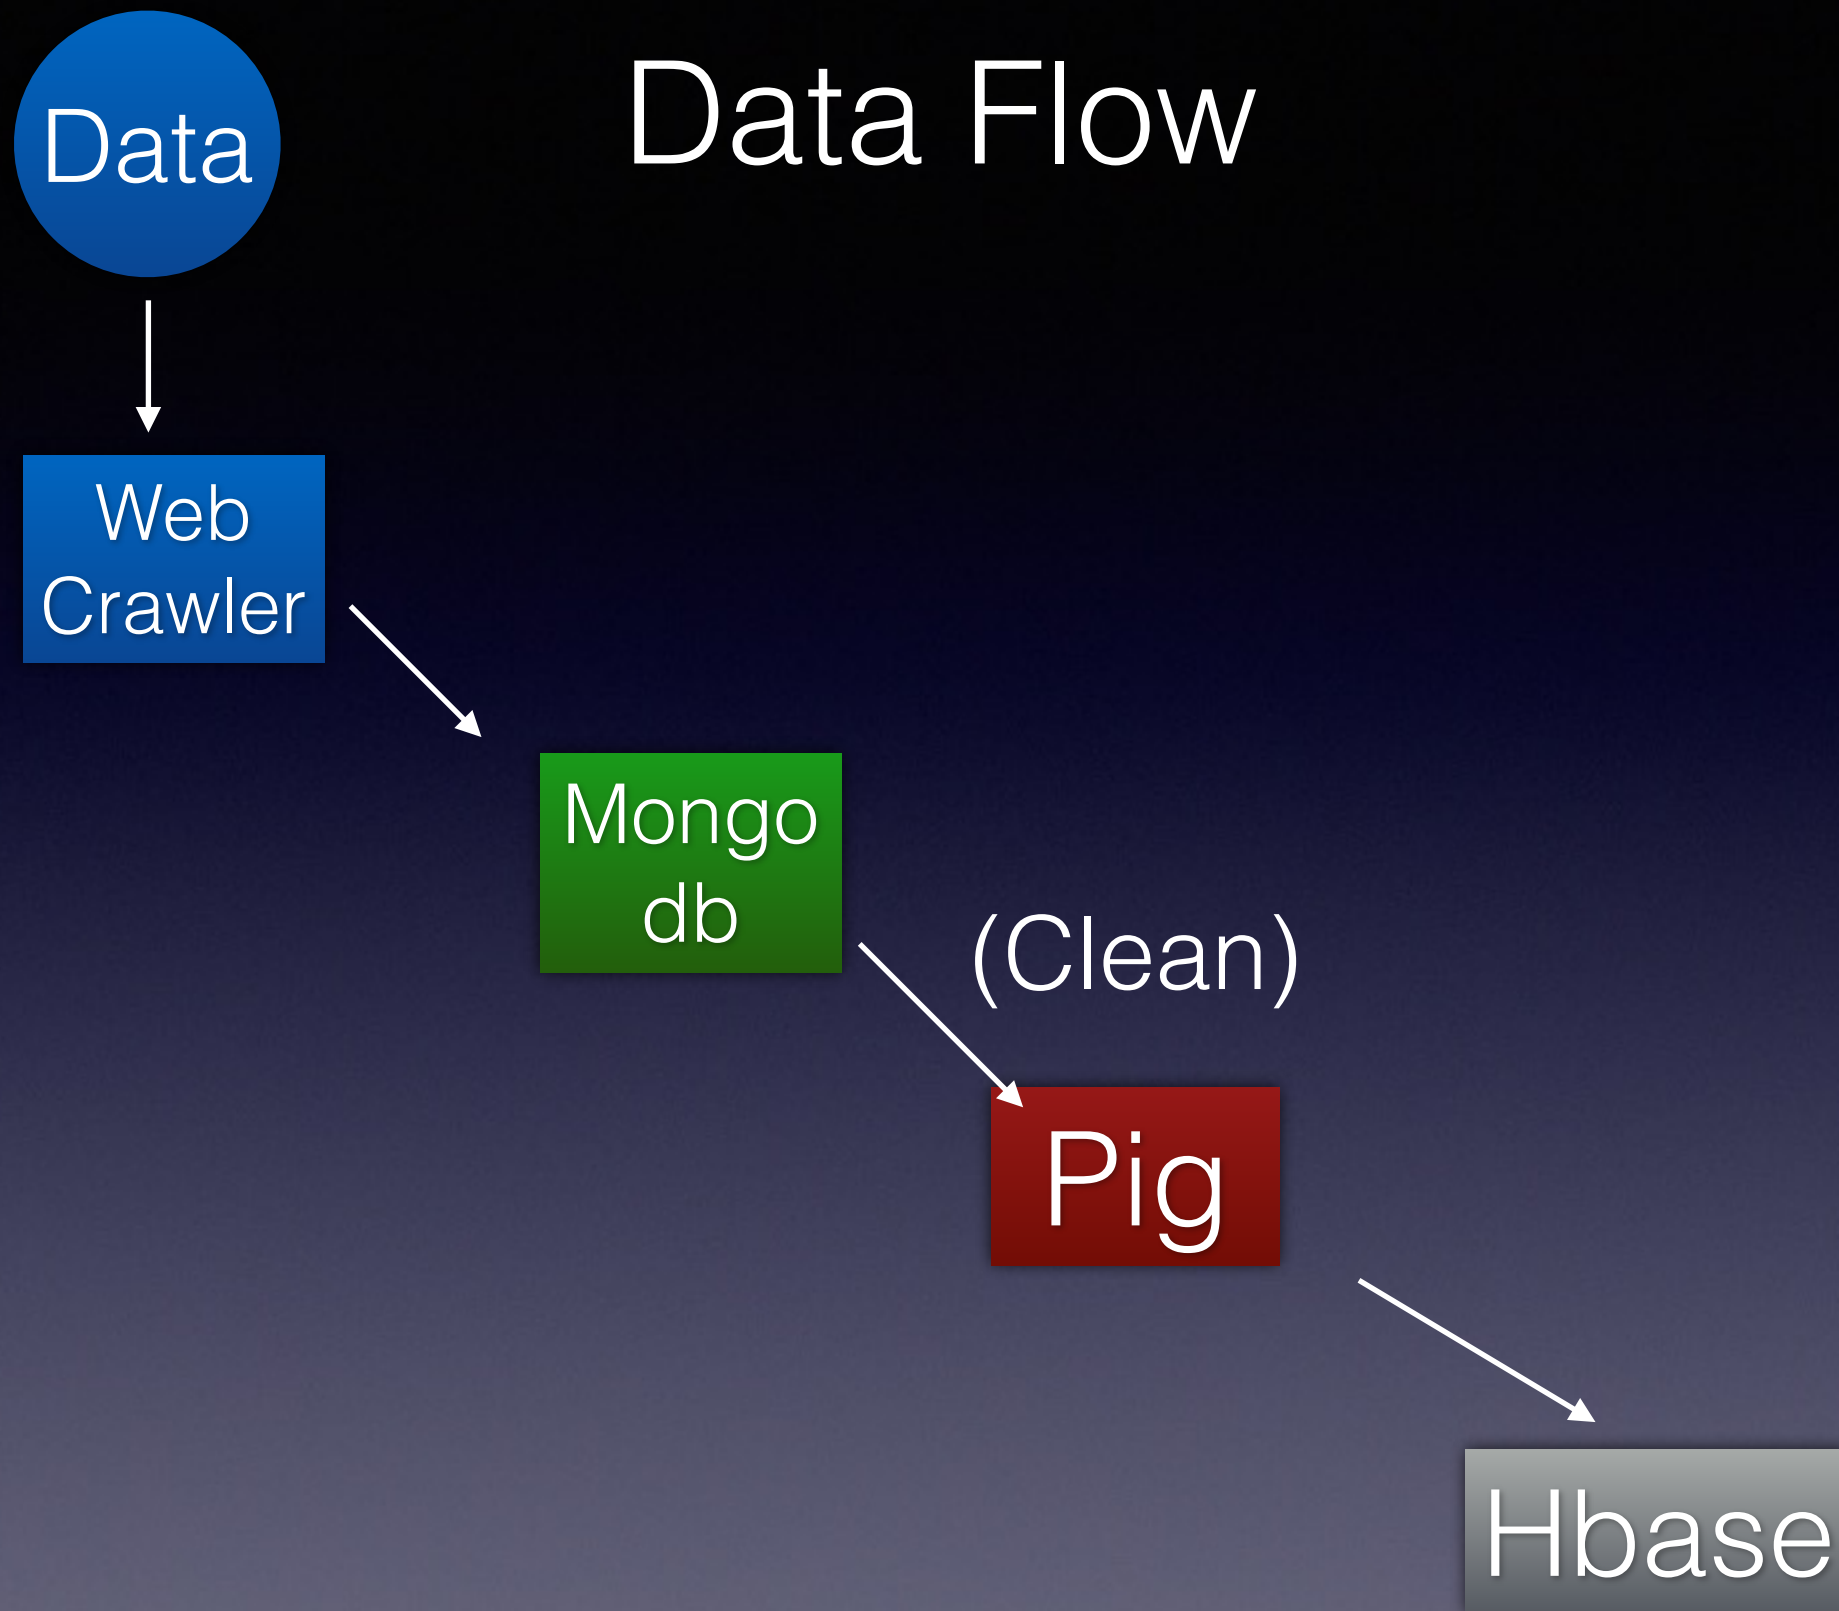 Data Flow
Data
Web
Crawler
Mongo
db
(Clean)
Pig
Hbase